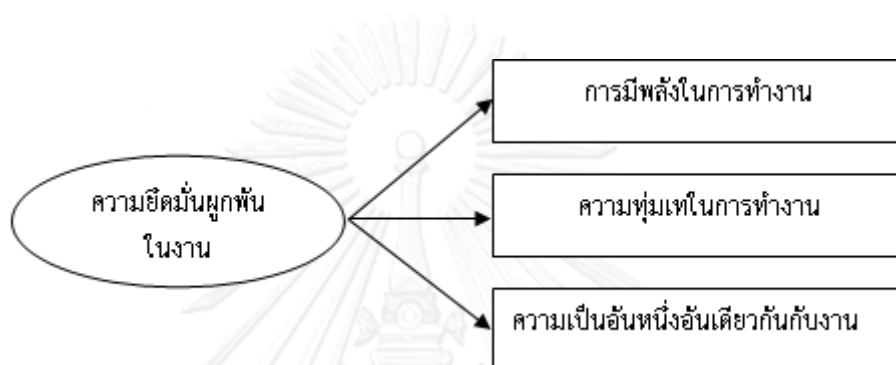 การมีพลังในการทำงาน
ความยึดมั่นผูกพัน
ในงาน
ความทุ่มเทในการทำงาน
ความเป็นอันหนึ่งอันเดียวกันกับงาน